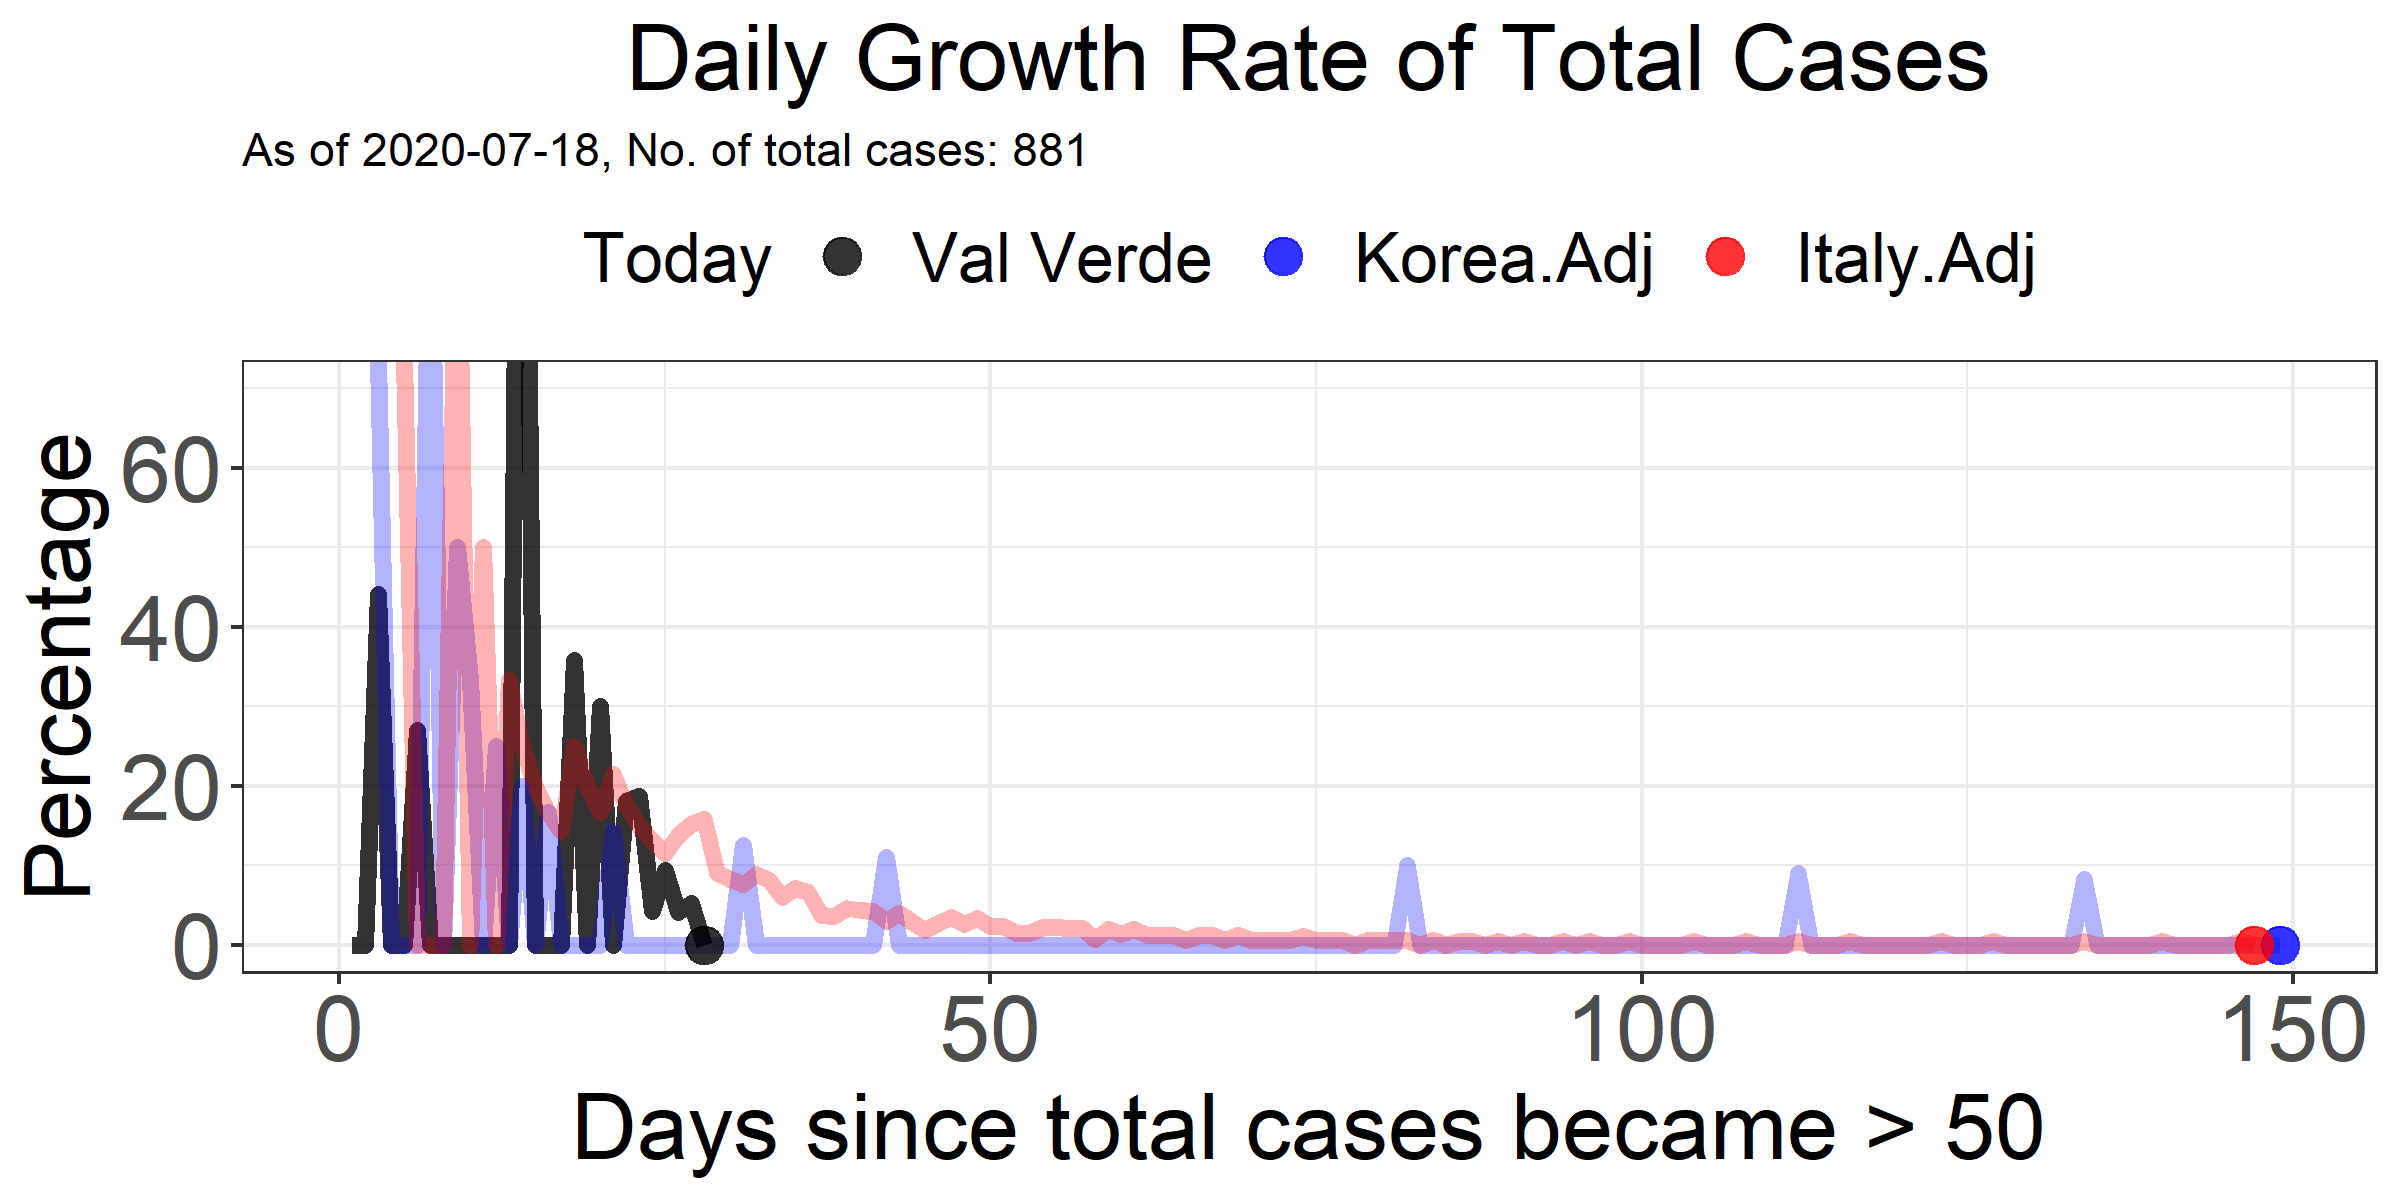 Daily Growth Rate of Total Cases
As of 2020-07-18, No. of total cases: 881
Today Val Verde Korea.Adj Italy.Adj
Percentage
60
40
20
0
0 50 100 150
Days since total cases became > 50